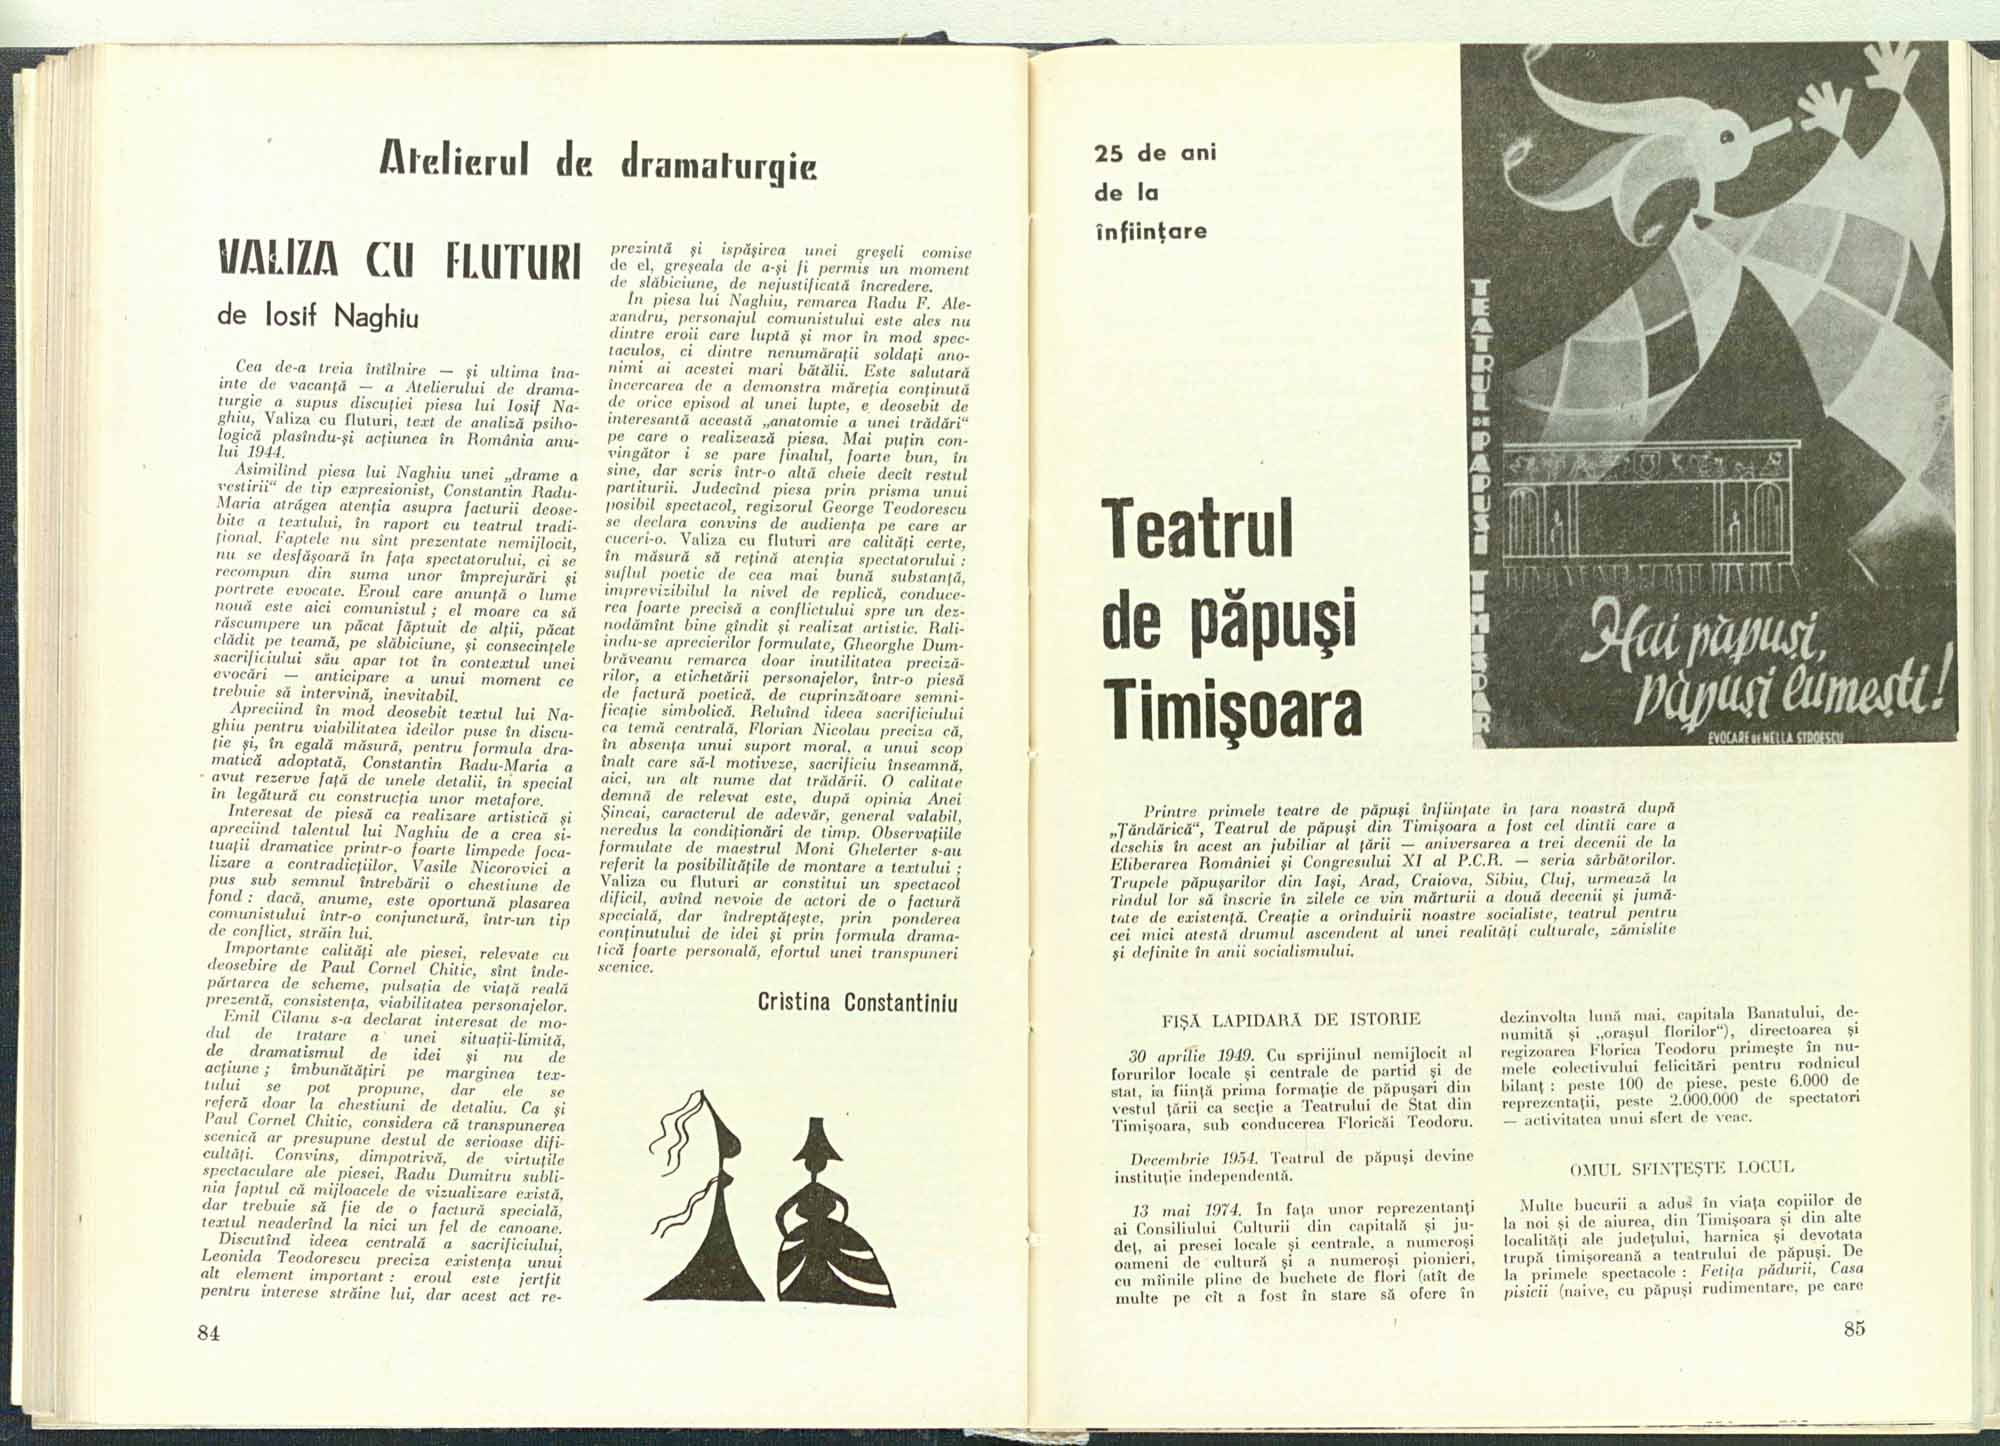 Atelierul de dramaturgie
VALIZA CU FLUTURI
de Iosif Naghiu
Cea de-a treia întîlnire — şi ultima îna-
inte de vacanţă — a Atelierului de drama-
turgie a supus discuţiei piesa lui Iosif Na-
ghiu, Valiza cu fluturi, text de analiză psiho-
logică plasîndu-şi acţiunea în România anu-
lui 1944.
Asimilind piesa lui Naghiu unei „drame a
vestirii“ de tip expresionist, Constantin Radu-
Maria atrăgea atenţia asupra facturii deose-
bite a textului, în raport cu teatrul tradi-
ţional. Faptele nu sînt prezentate nemijlocit,
nu se desfăşoară în faţa spectatorului, ci se
recompun din suma unor împrejurări şi
portrete evocate. Eroul care anunţă o lume
nouă este aici comunistul ; el moare ca să
răscumpere un păcat făptuit de alţii, păcat
clădit pe teamă, pe slăbiciune, şi consecinţele
sacrificiului său apar tot în contextul unei
evocări — anticipare a unui moment ce
trebuie să intervină, inevitabil.
Apreciind în mod deosebit textul lui Na-
ghiu pentru viabilitatea ideilor puse în discu-
ţie şi, în egală măsură, pentru formula dra-
matică adoptată, Constantin Radu-Maria a
avut rezerve faţă de unele detalii, în special
în legătură cu construcţia unor metafore.
Interesat de piesă ca realizare artistică şi
apreciind talentul lui Naghiu de a crea si-
tuaţii dramatice printr-o foarte limpede foca-
lizare a contradicţiilor, Vasile Nicorovici a
pus sub semnul întrebării o chestiune de
fond : dacă, anume, este oportună plasarea
comunistului într-o conjunctură, într-un tip
de conflict, străin lui.
Importante calităţi ale piesei, relevate cu
deosebire de Paul Cornel Chitic, sînt înde-
părtarea de scheme, pulsaţia de viaţă reală
prezentă, consistenţa, viabilitatea personajelor.
Emil Cilanu s-a declarat interesat de mo-
dul de tratare a unei situaţii-limită,
de dramatismul de idei şi nu de
acţiune ; îmbunătăţiri pe marginea tex-
tului se pot propune, dar ele se
referă doar la chestiuni de detaliu. Ca şi
Paul Cornel Chitic, considera că transpunerea
scenică ar presupune destul de serioase difi-
cultăţi. Convins, dimpotrivă, de virtuţile
spectaculare ale piesei, Radu Dumitru subli-
nia faptul că mijloacele de vizualizare există,
dar trebuie să fie de o factură specială,
textul neaderînd la nici un fel de canoane.
Discutînd ideea centrală a sacrificiului,
Leonida Teodorescu preciza existenţa unui
alt element important : eroul este jertfit
pentru interese străine lui, dar acest act re-
prezintă şi ispăşirea unei greşeli comise
de el, greşeala de a-şi fi permis un moment
de slăbiciune, de nejustificată încredere.
In piesa lui Naghiu, remarca Radu F. Ale-
xandru, personajul comunistului este ales nu
dintre eroii care luptă şi mor în mod spec-
taculos, ci dintre nenumăraţii soldaţi ano-
nimi ai acestei mari bătălii. Este salutară
încercarea de a demonstra măreţia conţinută
de orice episod al unei lupte, e deosebit de
interesantă această „anatomie a unei trădări“
pe care o realizează piesa. Mai puţin con-
vingător i se pare finalul, foarte bun, în
sine, dar scris într-o altă cheie decît restul
partiturii. Judecînd piesa prin prisma unui
posibil spectacol, regizorul George Teodorescu
se declara convins de audienţa pe care ar
cuceri-o. Valiza cu fluturi are calităţi certe,
în măsură să reţină atenţia spectatorului :
suflul poetic de cea mai bună substanţă,
imprevizibilul la nivel de replică, conduce-
rea foarte precisă a conflictului spre un dez-
nodămînt bine gîndit şi realizat artistic. Rali-
indu-se aprecierilor formulate, Gheorghe Dum-
brăveanu remarca doar inutilitatea preciză-
rilor, a etichetării personajelor, într-o piesă
de factură poetică, de cuprinzătoare semni-
ficaţie simbolică. Reluînd ideea sacrificiului
ca temă centrală, Florian Nicolau preciza că,
în absenţa unui suport moral, a unui scop
înalt care să-l motiveze, sacrificiu înseamnă,
aici, un alt nume dat trădării. O calitate
demnă de relevat este, după opinia Anei
Şincai, caracterul de adevăr, general valabil,
neredus la condiţionări de timp. Observaţiile
formulate de maestrul Moni Ghelerter s-au
referit la posibilităţile de montare a textului ;
Valiza cu fluturi ar constitui un spectacol
dificil, avînd nevoie de actori de o factură
specială, dar îndreptăţeşte, prin ponderea
conţinutului de idei şi prin formula drama-
tică foarte personală, efortul unei transpuneri
scenice.
Cristina Constantiniu
84
25 de ani
de la
înfiinţare
Teatrul
de păpuşi
Timişoara
TEATRUL DE PAPUSI TIMISOARA
Hai păpuşi,
păpuşi lumeşti!
EVOCARE DE NELLA STROESCU
Printre primele teatre de păpuşi înfiinţate în ţara noastră după
„Ţăndărică“, Teatrul de păpuşi din Timişoara a fost cel dintîi care a
deschis în acest an jubiliar al ţării — aniversarea a trei decenii de la
Eliberarea României şi Congresului XI al P.C.R. — seria sărbătorilor.
Trupele păpuşarilor din Iaşi, Arad, Craiova, Sibiu, Cluj, urmează la
rîndul lor să înscrie în zilele ce vin mărturii a două decenii şi jumă-
tate de existenţă. Creaţie a orînduirii noastre socialiste, teatrul pentru
cei mici atestă drumul ascendent al unei realităţi culturale, zămislite
şi definite în anii socialismului.
FIŞĂ LAPIDARĂ DE ISTORIE
30 aprilie 1949. Cu sprijinul nemijlocit al
forurilor locale şi centrale de partid şi de
stat, ia fiinţă prima formaţie de păpuşari din
vestul ţării ca secţie a Teatrului de Stat din
Timişoara, sub conducerea Floricăi Teodoru.
Decembrie 1954. Teatrul de păpuşi devine
instituţie independentă.
13 mai 1974. În faţa unor reprezentanţi
ai Consiliului Culturii din capitală şi ju-
deţ, ai presei locale şi centrale, a numeroşi
oameni de cultură şi a numeroşi pionieri,
cu mîinile pline de buchete de flori (atît de
multe pe cît a fost în stare să ofere în
dezinvolta lună mai, capitala Banatului, de-
numită şi „oraşul florilor“), directoarea şi
regizoarea Florica Teodoru primeşte în nu-
mele colectivului felicitări pentru rodnicul
bilanţ : peste 100 de piese, peste 6.000 de
reprezentaţii, peste 2.000.000 de spectatori
— activitatea unui sfert de veac.
OMUL SFINŢEŞTE LOCUL
Multe bucurii a adus în viaţa copiilor de
la noi şi de aiurea, din Timişoara şi din alte
localităţi ale judeţului, harnica şi devotata
trupă timişoreană a teatrului de păpuşi. De
la primele spectacole : Fetiţa pădurii, Casa
pisicii (naive, cu păpuşi rudimentare, pe care
85